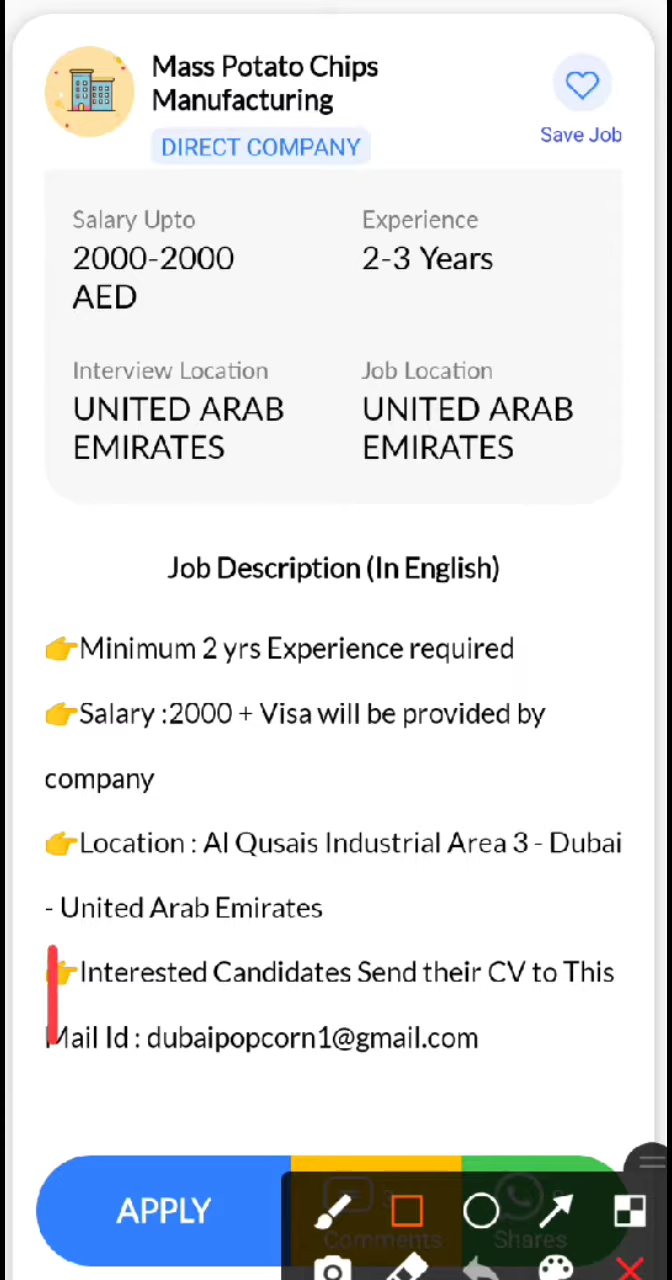 Mass Potato Chips
Manufacturing
DIRECT COMPANY
Save Job
Salary Upto
2000-2000
AED
Experience
2-3 Years
Interview Location
UNITED ARAB
EMIRATES
Job Location
UNITED ARAB
EMIRATES
Job Description (In English)
👉Minimum 2 yrs Experience required
👉Salary :2000 + Visa will be provided by
company
👉Location : Al Qusais Industrial Area 3 - Dubai
- United Arab Emirates
👉Interested Candidates Send their CV to This
Mail Id : dubaipopcorn1@gmail.com
APPLY
Comments
Shares